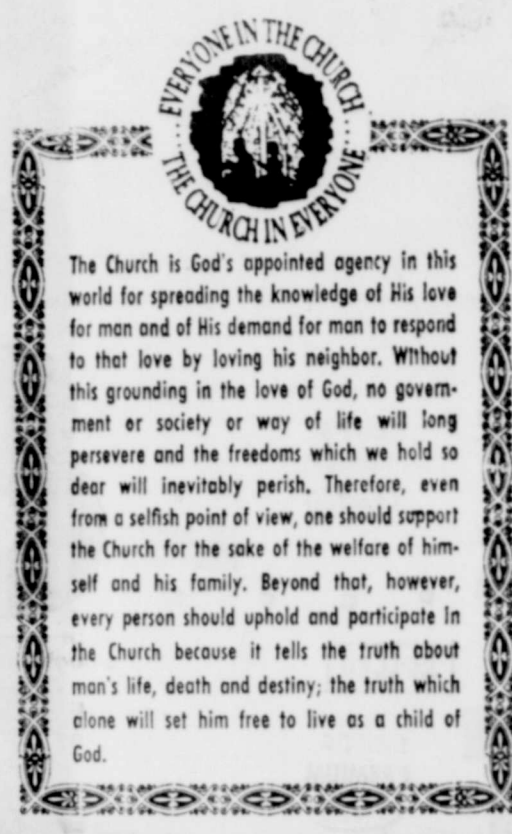 EVERYONE IN THE CHURCH
THE CHURCH IN EVERYONE
The Church is God's appointed agency in this
world for spreading the knowledge of His love
for man and of His demand for man to respond
to that love by loving his neighbor. Without
this grounding in the love of God, no govern-
ment or society or way of life will long
persevere and the freedoms which we hold so
dear will inevitably perish. Therefore, even
from a selfish point of view, one should support
the Church for the sake of the welfare of him-
self and his family. Beyond that, however,
every person should uphold and participate in
the Church because it tells the truth about
man's life, death and destiny; the truth which
alone will set him free to live as a child of
God.